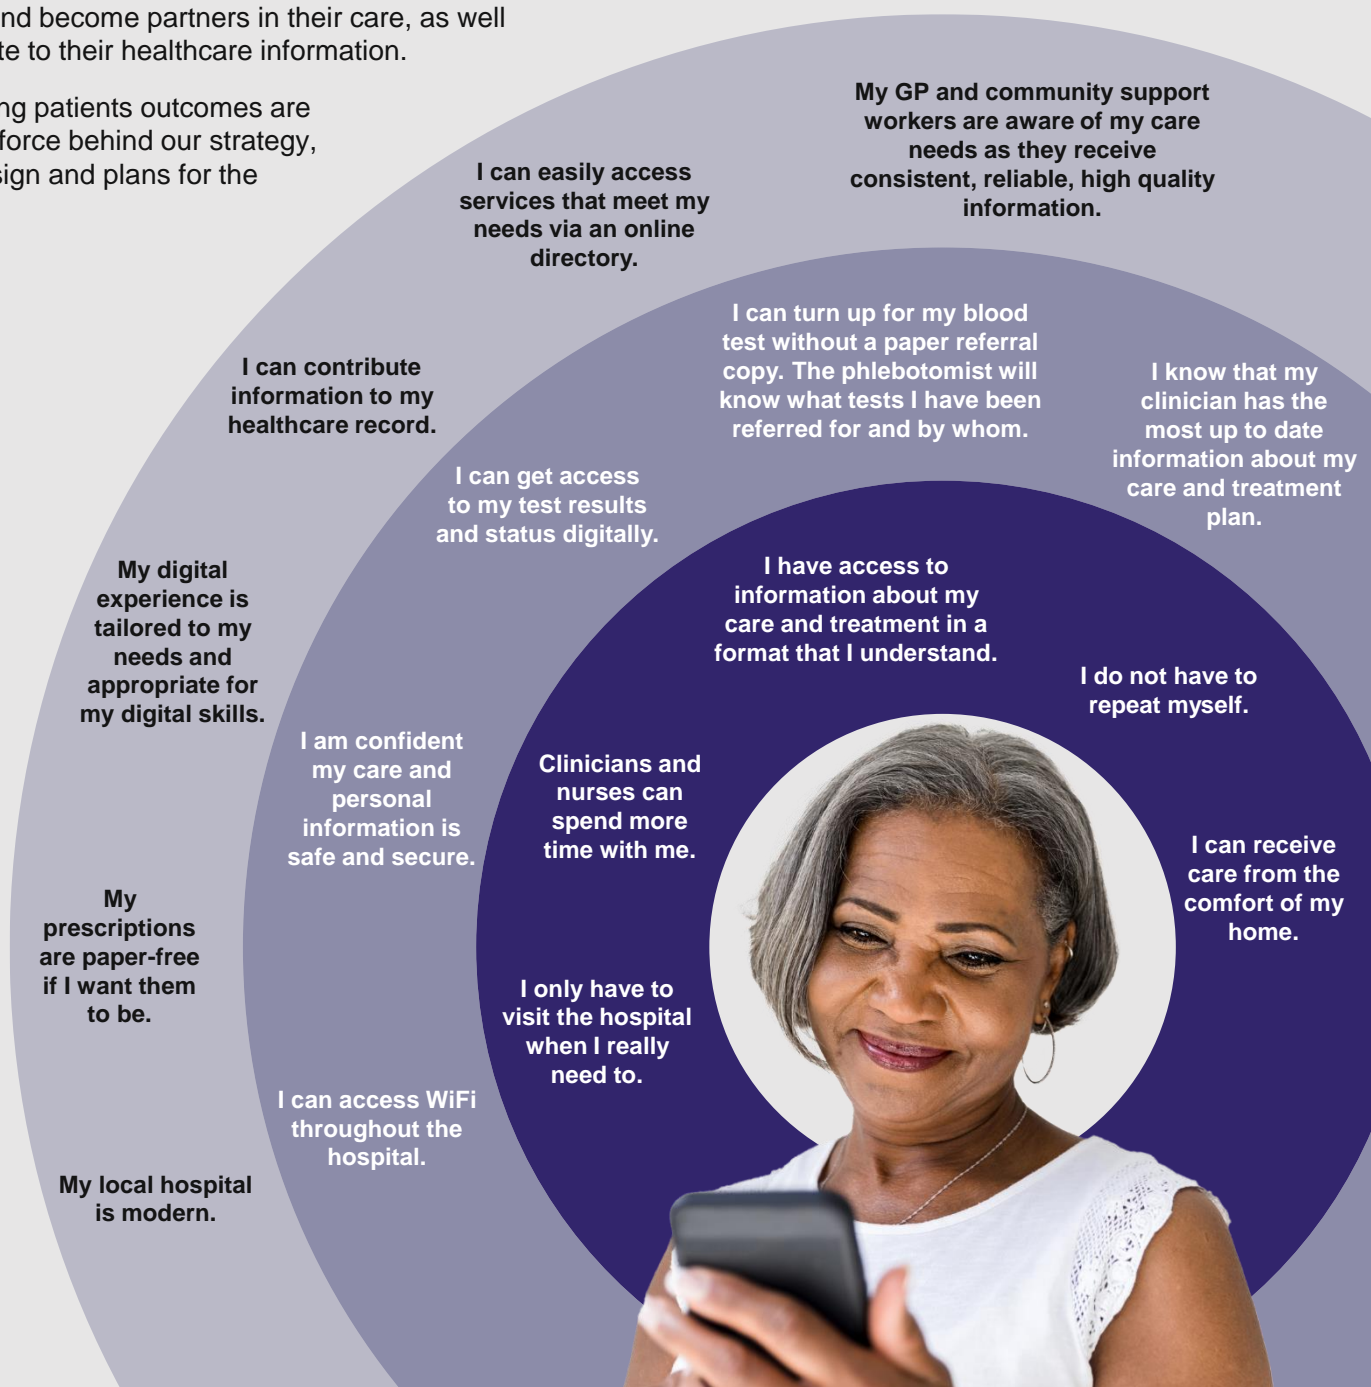 nd become partners in their care, as well
te to their healthcare information.
ng patients outcomes are
force behind our strategy,
sign and plans for the
My GP and community support
workers are aware of my care
needs as they receive
consistent, reliable, high quality
information.
I can easily access
services that meet my
needs via an online
directory.
I can turn up for my blood
test without a paper referral
copy. The phlebotomist will
know what tests I have been
referred for and by whom.
I can contribute
information to my
healthcare record.
I know that my
clinician has the
most up to date
information about my
care and treatment
plan.
I can get access
to my test results
and status digitally.
My digital
experience is
tailored to my
needs and
appropriate for
my digital skills.
I have access to
information about my
care and treatment in a
format that I understand.
I do not have to
repeat myself.
I am confident
my care and
personal
information is
safe and secure.
Clinicians and
nurses can
spend more
time with me.
I can receive
care from the
comfort of my
home.
My
prescriptions
are paper-free
if I want them
to be.
I only have to
visit the hospital
when I really
need to.
I can access WiFi
throughout the
hospital.
My local hospital
is modern.